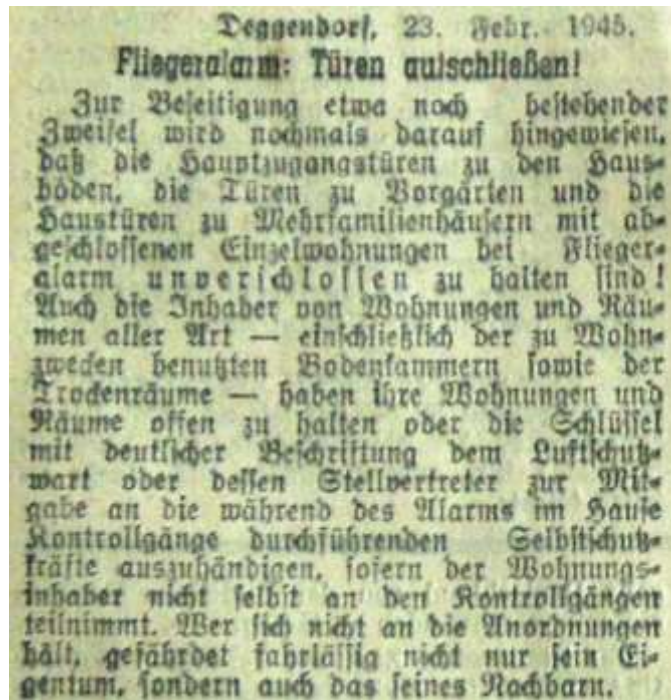 Deggendorf, 23. Febr. 1945.
Fliegeralarm: Türen aufschließen!
Zur Beseitigung etwa noch bestehender
Zweifel wird nochmals darauf hingewiesen,
daß die Hauptzugangstüren zu den Haus-
böden, die Türen zu Vorgärten und die
Haustüren zu Mehrfamilienhäusern mit ab-
geschlossenen Einzelwohnungen bei Flieger-
alarm unverschlossen zu halten sind!
Auch die Inhaber von Wohnungen und Räu-
men aller Art — einschließlich der zu Wohn-
zwecken benutzten Bodenkammern sowie der
Trockenräume — haben ihre Wohnungen und
Räume offen zu halten oder die Schlüssel
mit deutlicher Beschriftung dem Luftschutz-
wart oder dessen Stellvertreter zur Mit-
gabe an die während des Alarms im Hause
Kontrollgänge durchführenden Selbstschutz-
kräfte auszuhändigen, sofern der Wohnungs-
inhaber nicht selbst an den Kontrollgängen
teilnimmt. Wer sich nicht an die Anordnungen
hält, gefährdet fahrlässig nicht nur sein Ei-
gentum, sondern auch das seines Nachbarn.